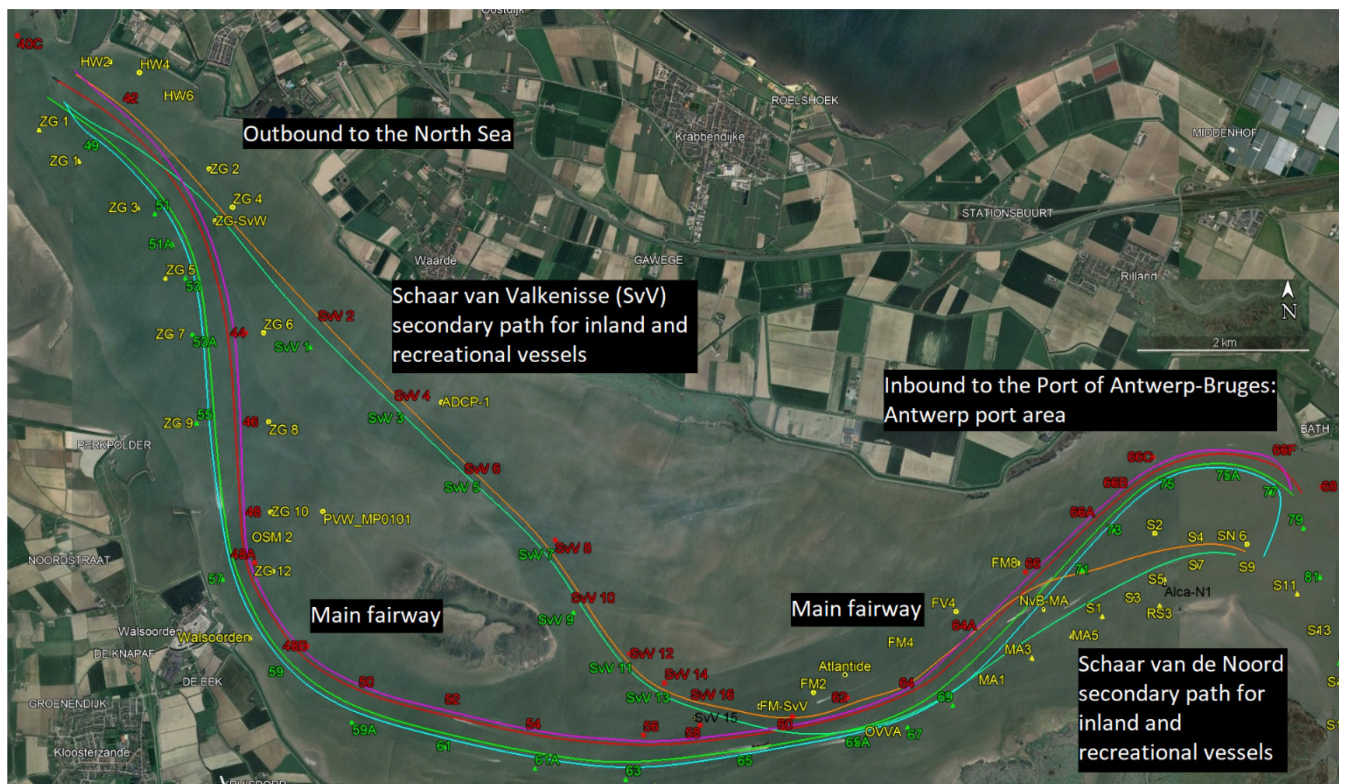 Oostdijk
40C
HW2
HW4
42
HW6
ROELSHOEK
ZG 1
Outbound to the North Sea
Krabbendijke
MIDDENHOF
49
ZG 1
ZG 2
ZG 3
51
ZG 4
ZG-SvW
STATIONSBUURT
51A
Waarde
GAWEGE
ZG 5
53
Rilland
Schaar van Valkenisse (SvV)
secondary path for inland and
recreational vessels
N
SvV 2
ZG 7
53A
44
ZG 6
SvV 1
2 km
Inbound to the Port of Antwerp-Bruges:
Antwerp port area
SvV 4
ADCP-1
SvV 3
55
ZG 9
46
ZG 8
BATH
PERKPOLDER
66C
66F
SvV 6
66B
75
75A
SvV 5
77
68
48
ZG 10
PVW_MP0101
66A
73
79
S2
OSM 2
S4
SN 6
NOORDSTRAAT
48A
SvV 8
SvV 7
ZG 12
FM8
66
71
S7
S9
57
S5
81
S11
Alca-N1
SvV 10
SvV 9
FV4
NvB-MA
S1
S3
RS3
Main fairway
Main fairway
64A
Walsoorden
Walsoorden
MA5
S13
DE KNAPAF
48B
FM4
MA3
59
SvV 12
SvV 11
Atlantide
DE EEK
50
SvV 14
MA1
Schaar van de Noord
secondary path for
inland and
recreational vessels
64
52
SvV 16
SvV 13
FM2
62
69
GROENENDIJK
FM-SvV
54
56
58
SvV 15
60
59A
67
OVVA
65A
61
Kloosterzande
61A
63
65
KRUISDORP